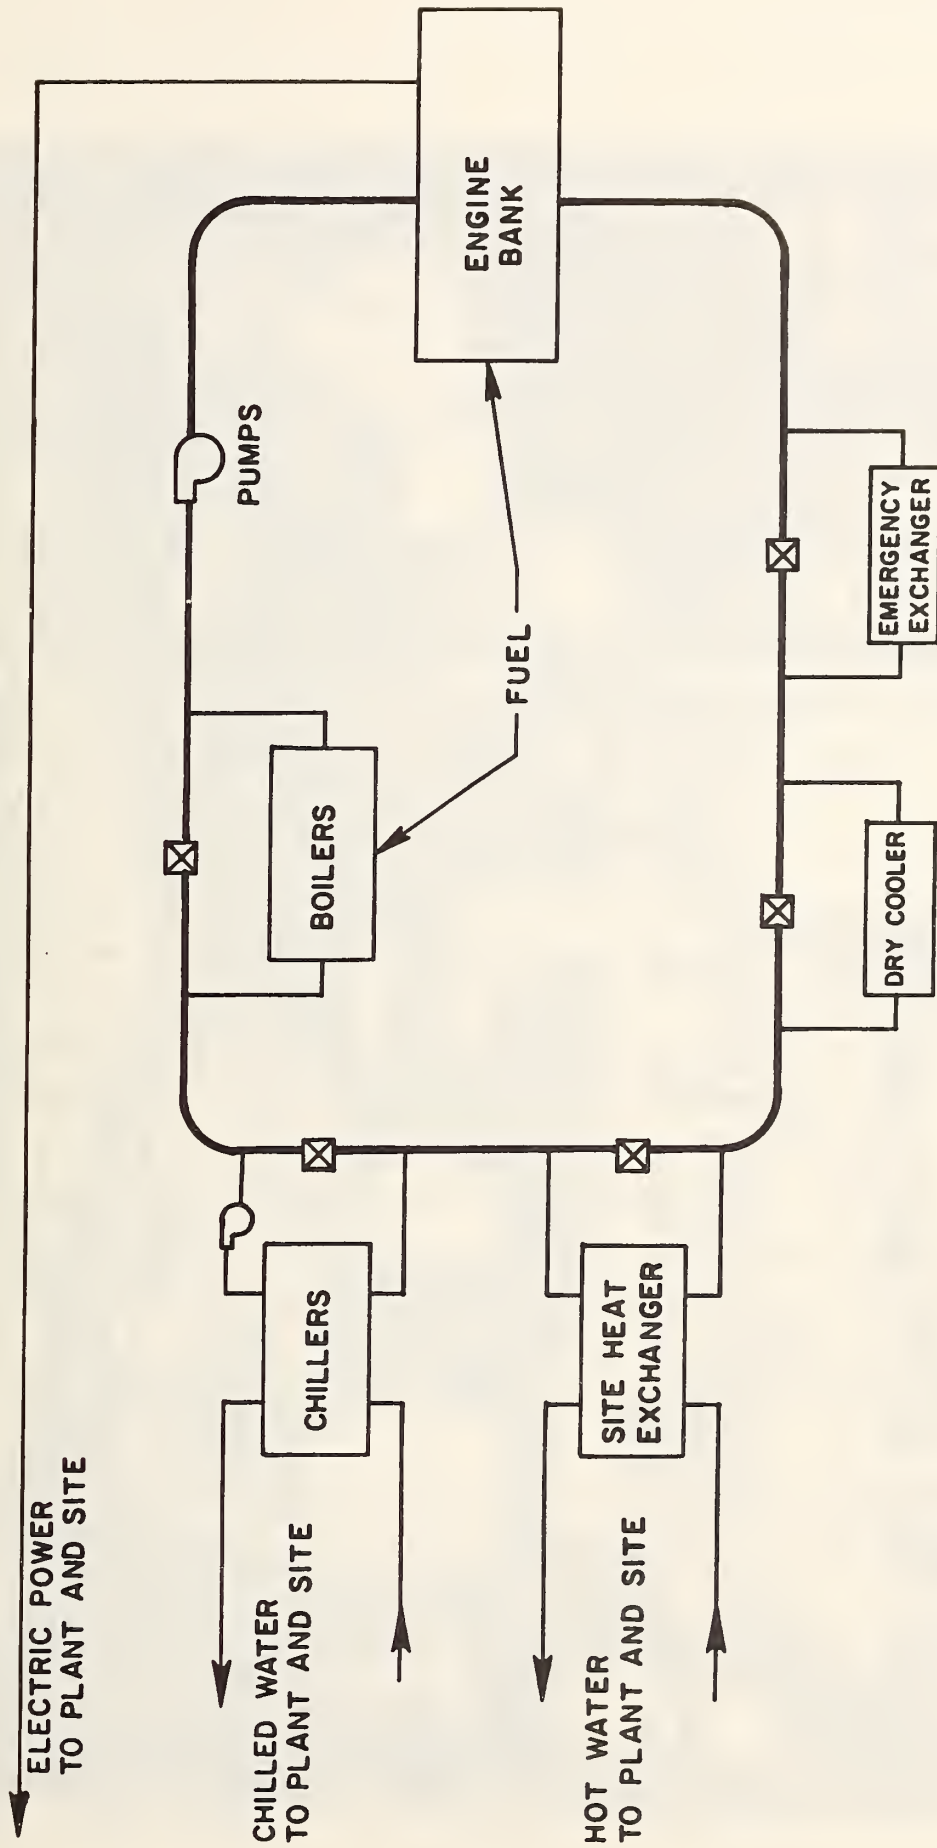 ELECTRIC POWER
TO PLANT AND SITE
CHILLED WATER
TO PLANT AND SITE
HOT WATER
TO PLANT AND SITE
CHILLERS
SITE HEAT
EXCHANGER
BOILERS
PUMPS
FUEL
ENGINE
BANK
DRY COOLER
EMERGENCY
EXCHANGER